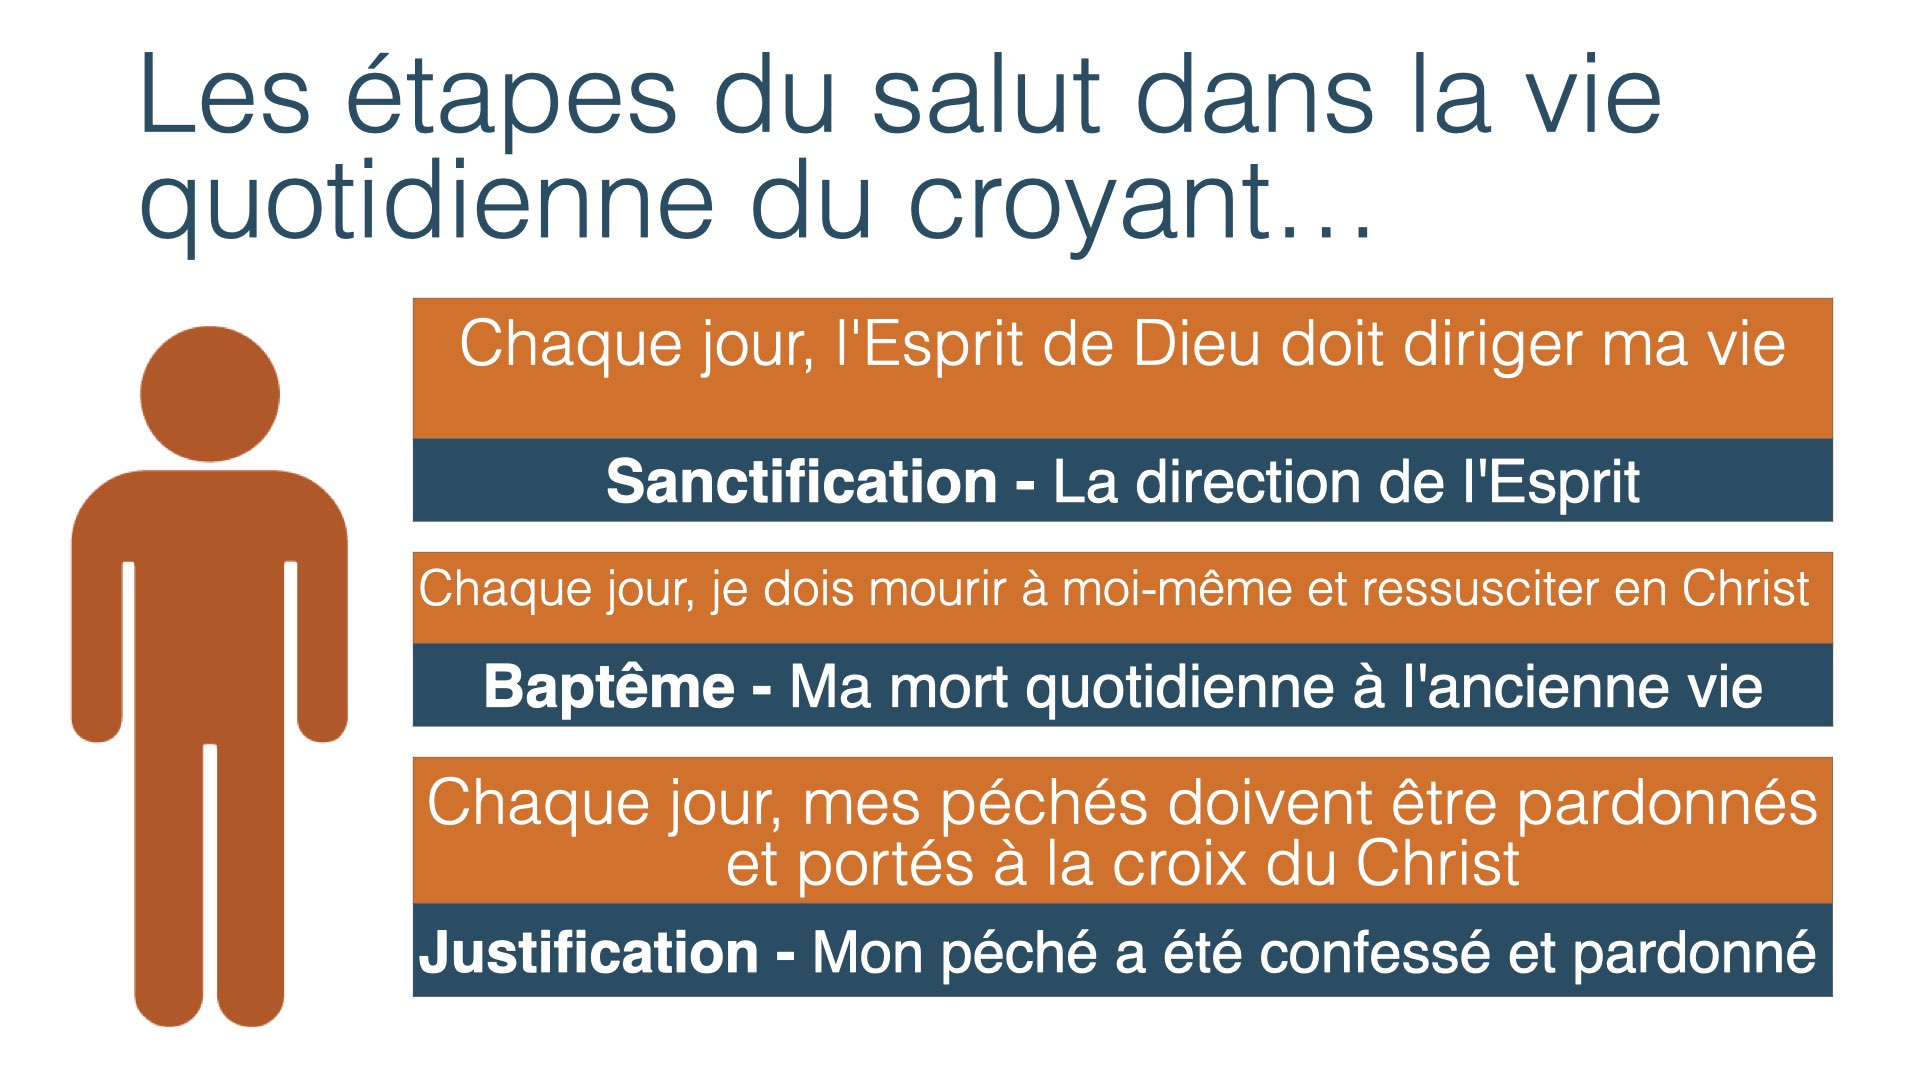 Les étapes du salut dans la vie
quotidienne du croyant…
Chaque jour, l'Esprit de Dieu doit diriger ma vie
Sanctification - La direction de l'Esprit
Chaque jour, je dois mourir à moi-même et ressusciter en Christ
Baptême - Ma mort quotidienne à l'ancienne vie
Chaque jour, mes péchés doivent être pardonnés
et portés à la croix du Christ
Justification - Mon péché a été confessé et pardonné